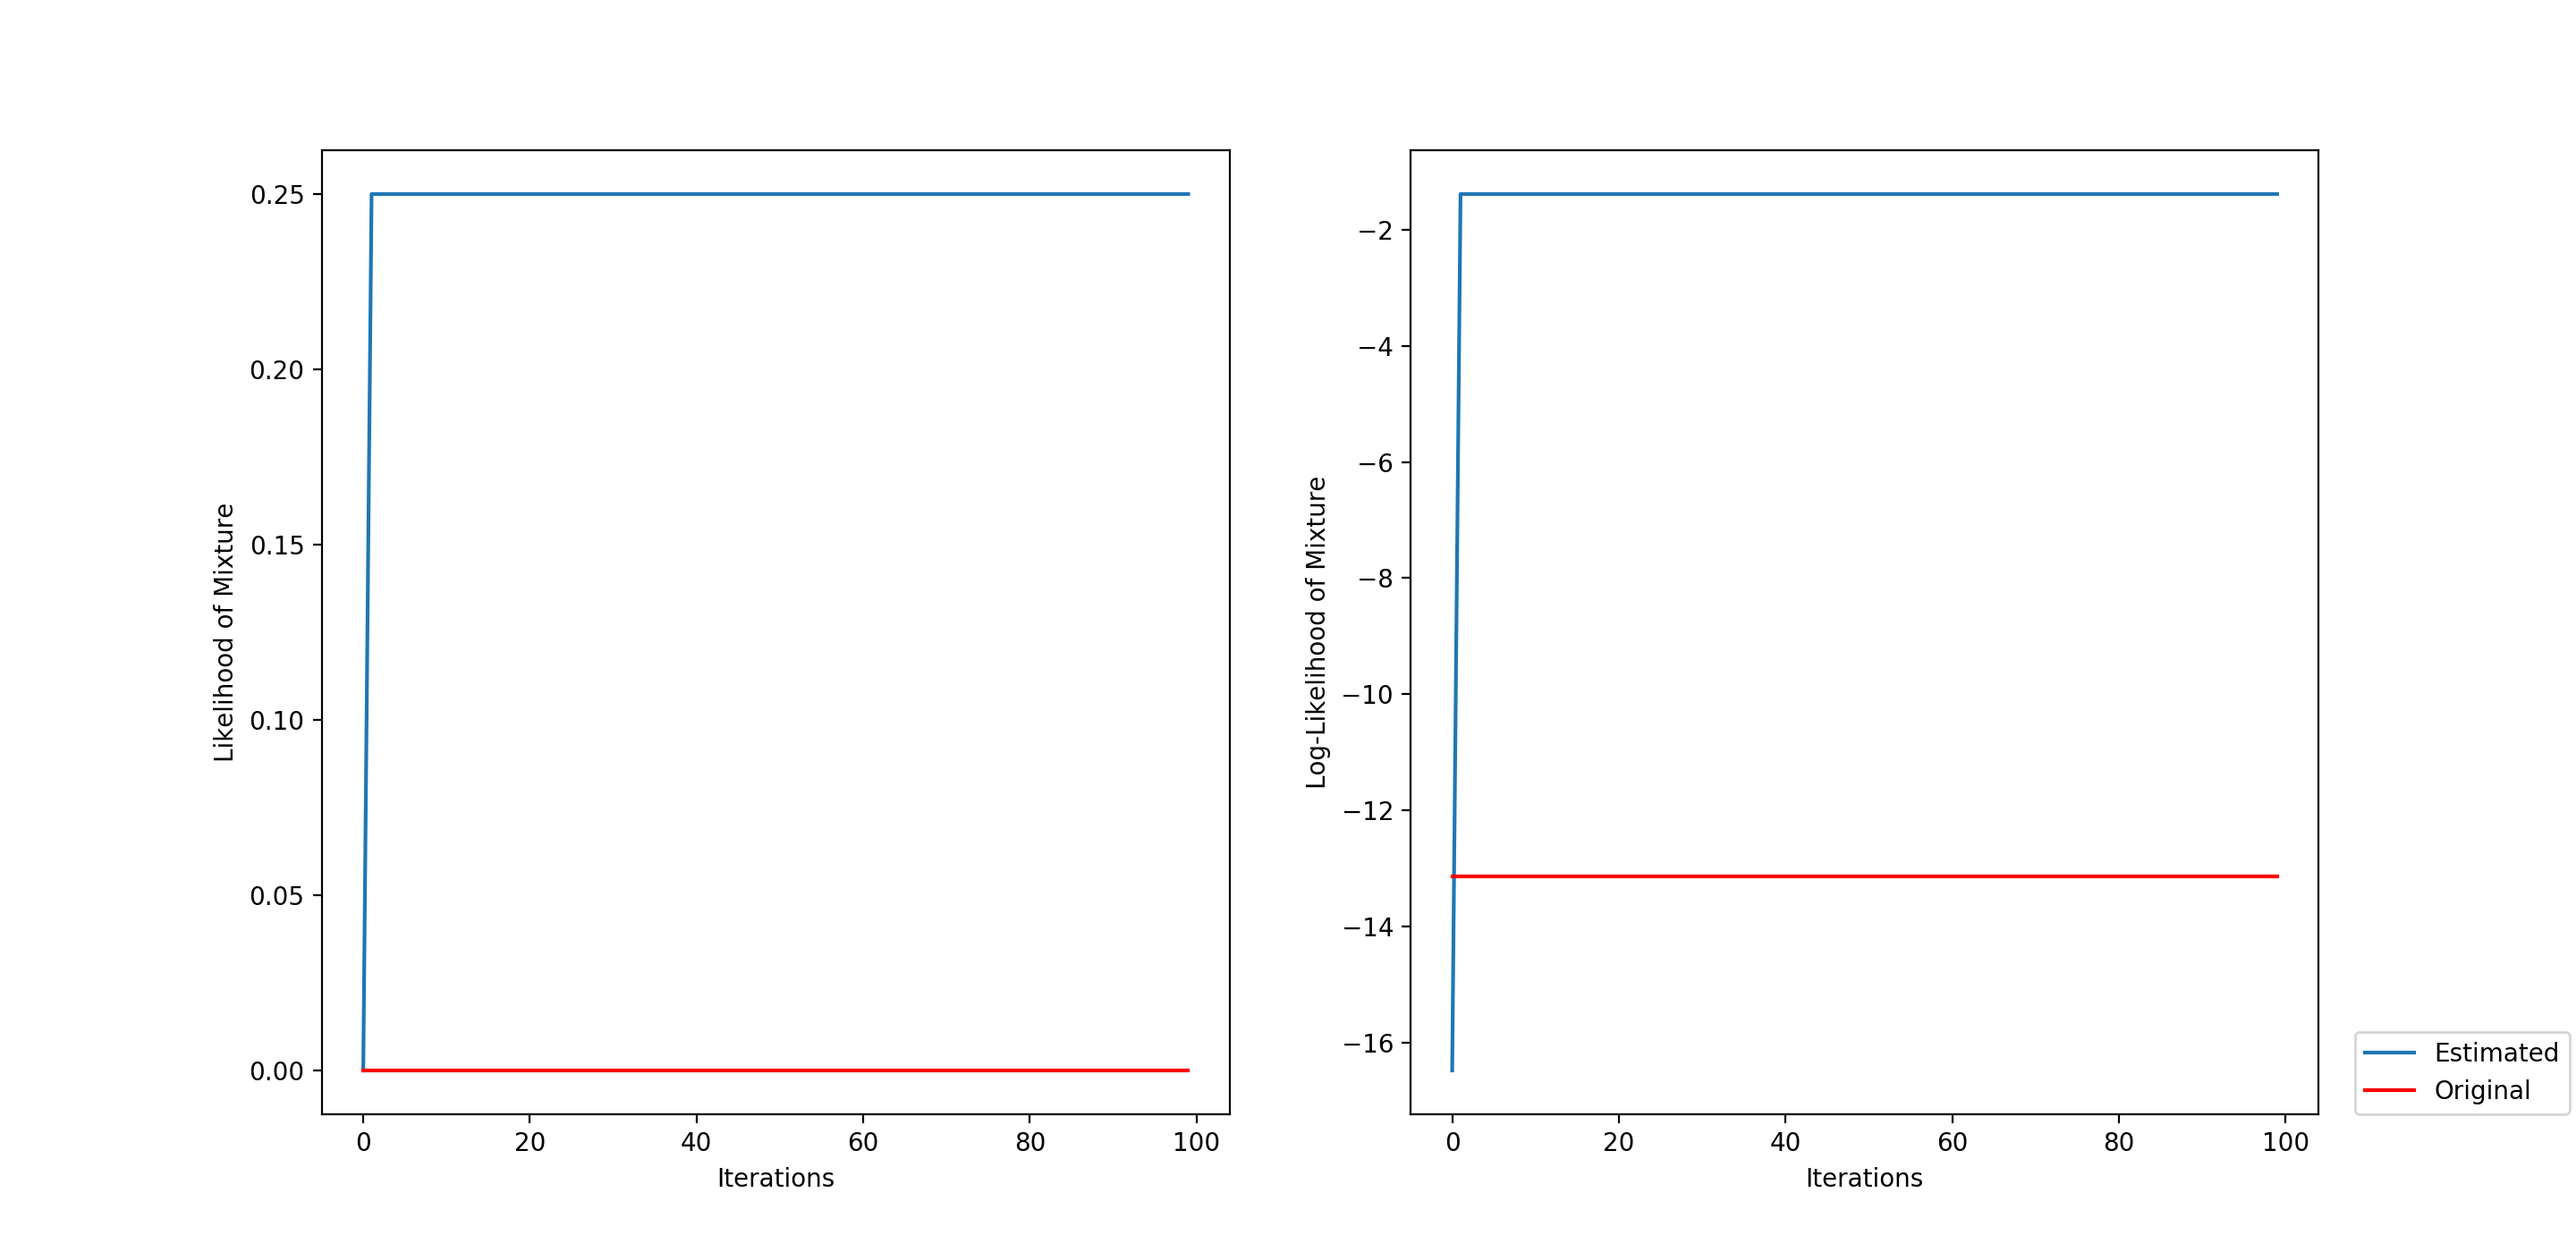 Likelihood of Mixture
0.25
0.20
0.15
0.10
0.05
0.00
0 20 40 60 80 100
Iterations
Log-Likelihood of Mixture
−2
−4
−6
−8
−10
−12
−14
−16
0 20 40 60 80 100
Iterations
Estimated
Original